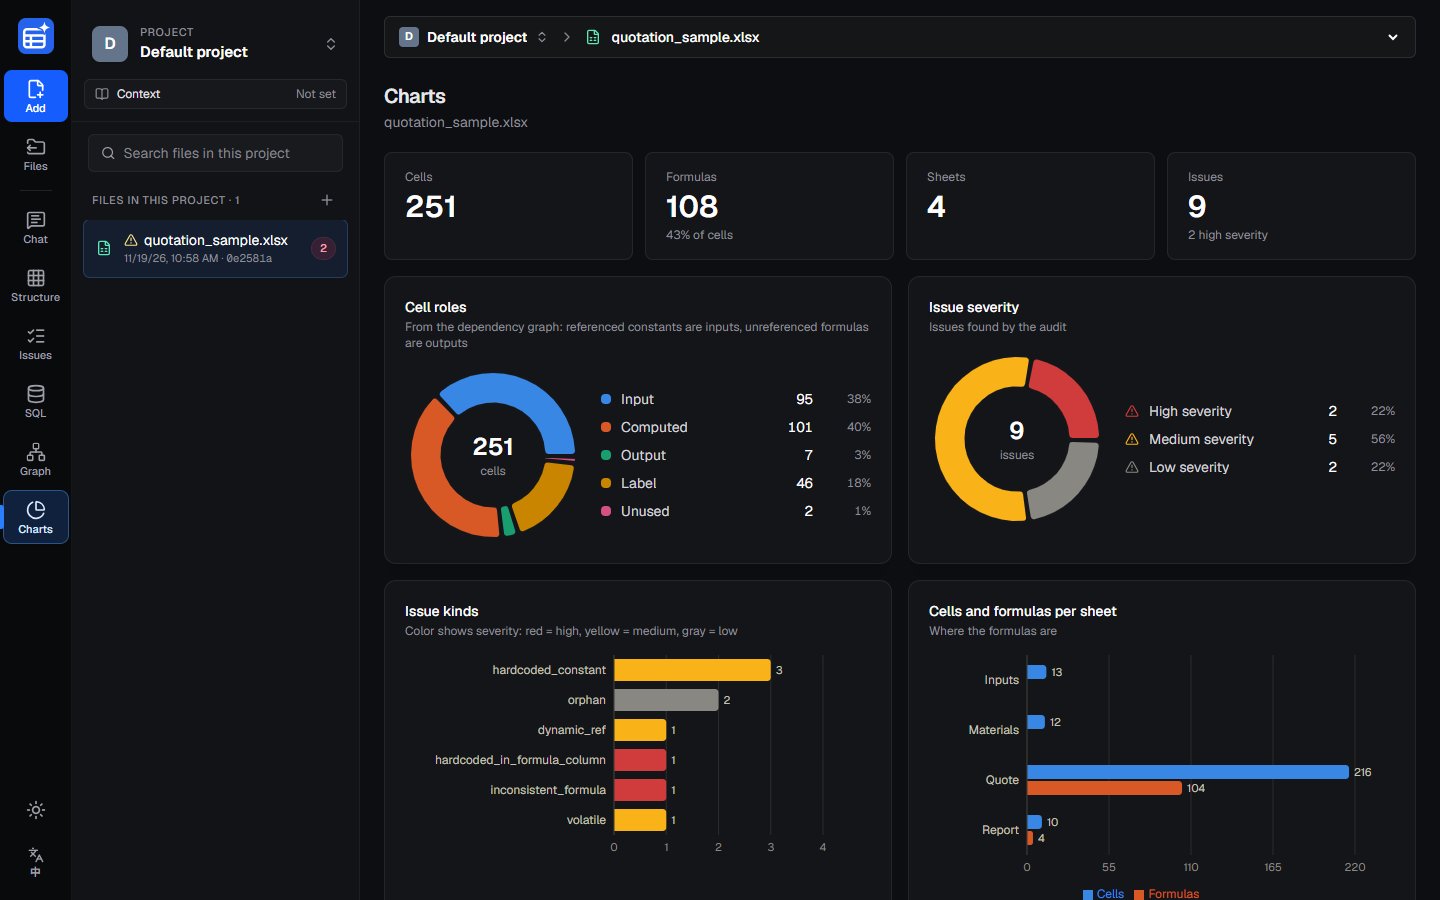 Add
Files
Chat
Structure
Issues
SQL
Graph
Charts
中
D
PROJECT
Default project
Context
Not set
Search files in this project
FILES IN THIS PROJECT · 1
quotation_sample.xlsx
11/19/26, 10:58 AM · 0e2581a
2
D
Default project
quotation_sample.xlsx
Charts
quotation_sample.xlsx
Cells
251
Formulas
108
43% of cells
Sheets
4
Issues
9
2 high severity
Cell roles
From the dependency graph: referenced constants are inputs, unreferenced formulas
are outputs
251
cells
Input 95 38%
Computed 101 40%
Output 7 3%
Label 46 18%
Unused 2 1%
Issue severity
Issues found by the audit
9
issues
High severity 2 22%
Medium severity 5 56%
Low severity 2 22%
Issue kinds
Color shows severity: red = high, yellow = medium, gray = low
hardcoded_constant 3
orphan 2
dynamic_ref 1
hardcoded_in_formula_column 1
inconsistent_formula 1
volatile 1
0 1 2 3 4
Cells and formulas per sheet
Where the formulas are
Inputs 13
Materials 12
Quote 216
104
Report 10
4
0 55 110 165 220
Cells Formulas